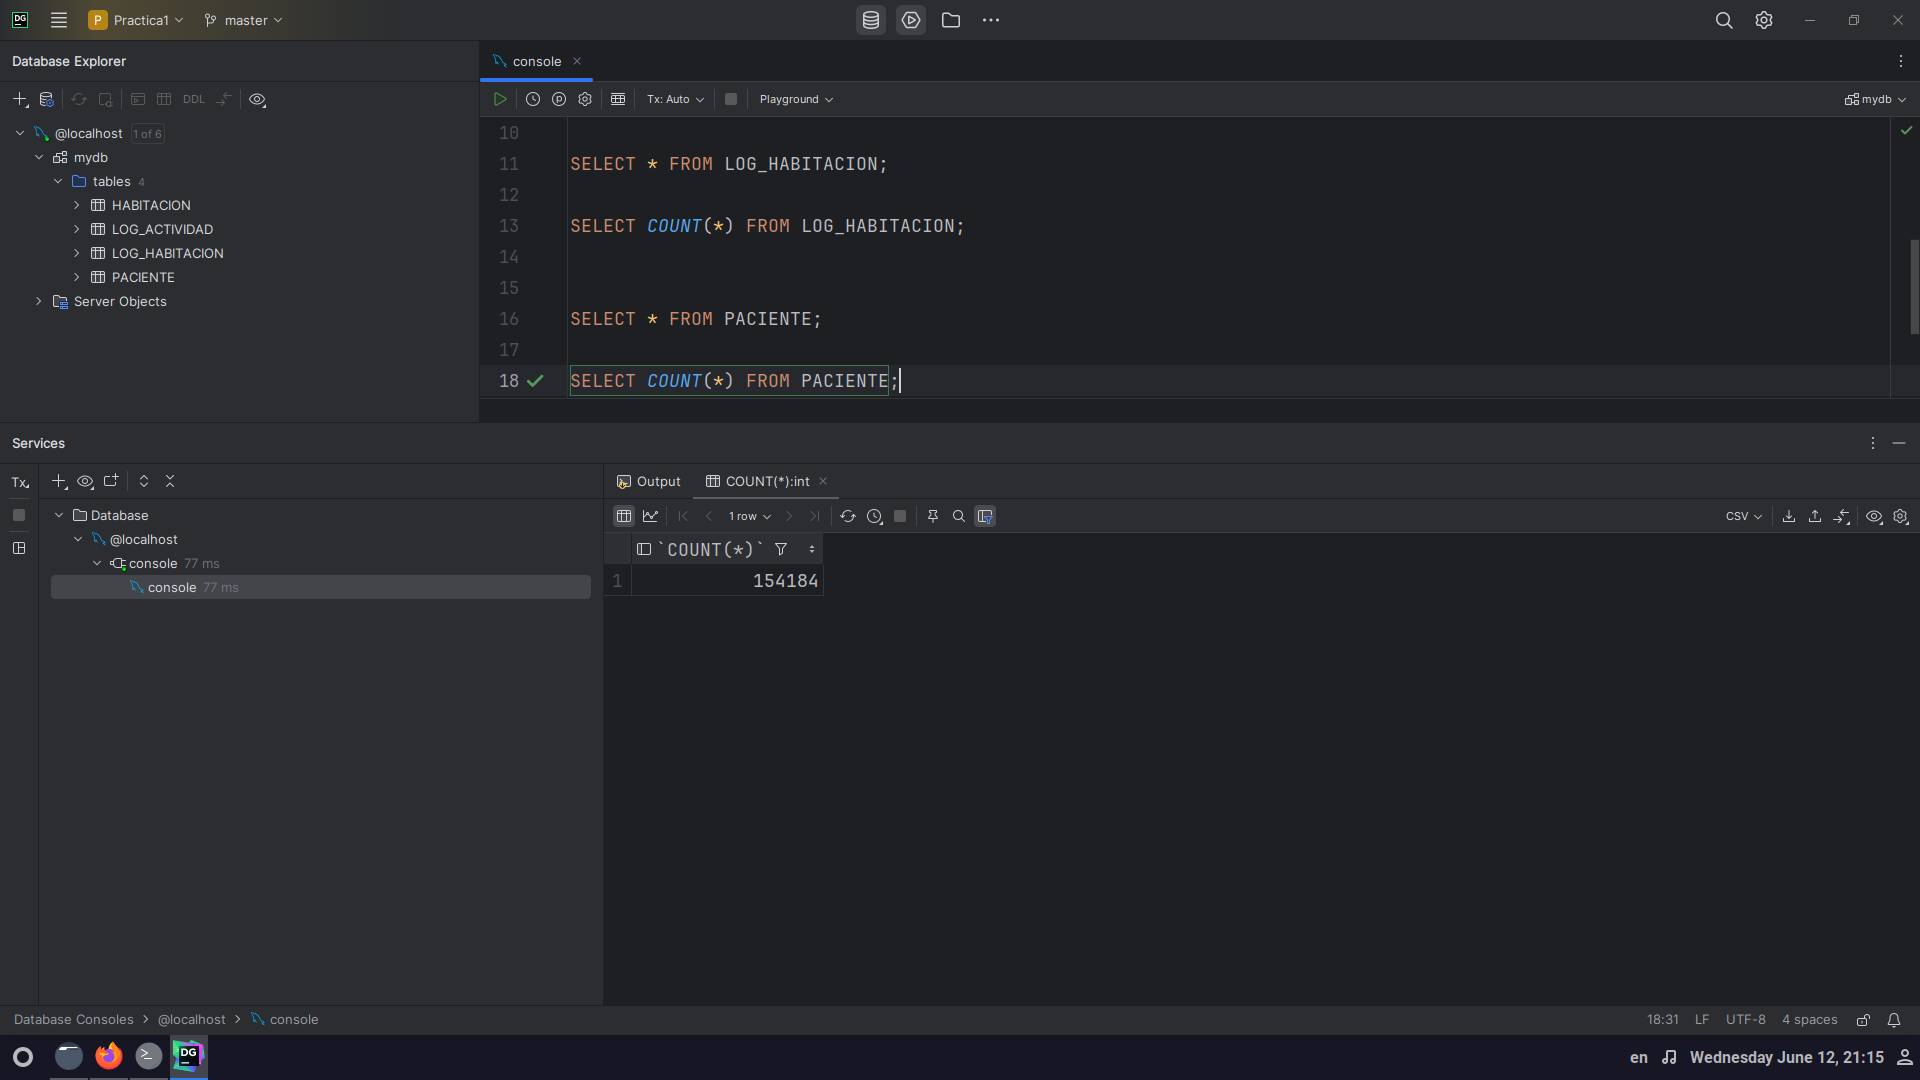 DG P Practica1 master
Database Explorer
console
DDL
Tx: Auto Playground mydb
@localhost 1 of 6
mydb
tables 4
HABITACION
LOG_ACTIVIDAD
LOG_HABITACION
PACIENTE
Server Objects
10
11 SELECT * FROM LOG_HABITACION;
12
13 SELECT COUNT(*) FROM LOG_HABITACION;
14
15
16 SELECT * FROM PACIENTE;
17
18 SELECT COUNT(*) FROM PACIENTE;
Services
Tx
Database
@localhost
console 77 ms
console 77 ms
Output COUNT(*):int
1 row CSV
`COUNT(*)`
1 154184
Database Consoles > @localhost > console
18:31 LF UTF-8 4 spaces
DG en Wednesday June 12, 21:15